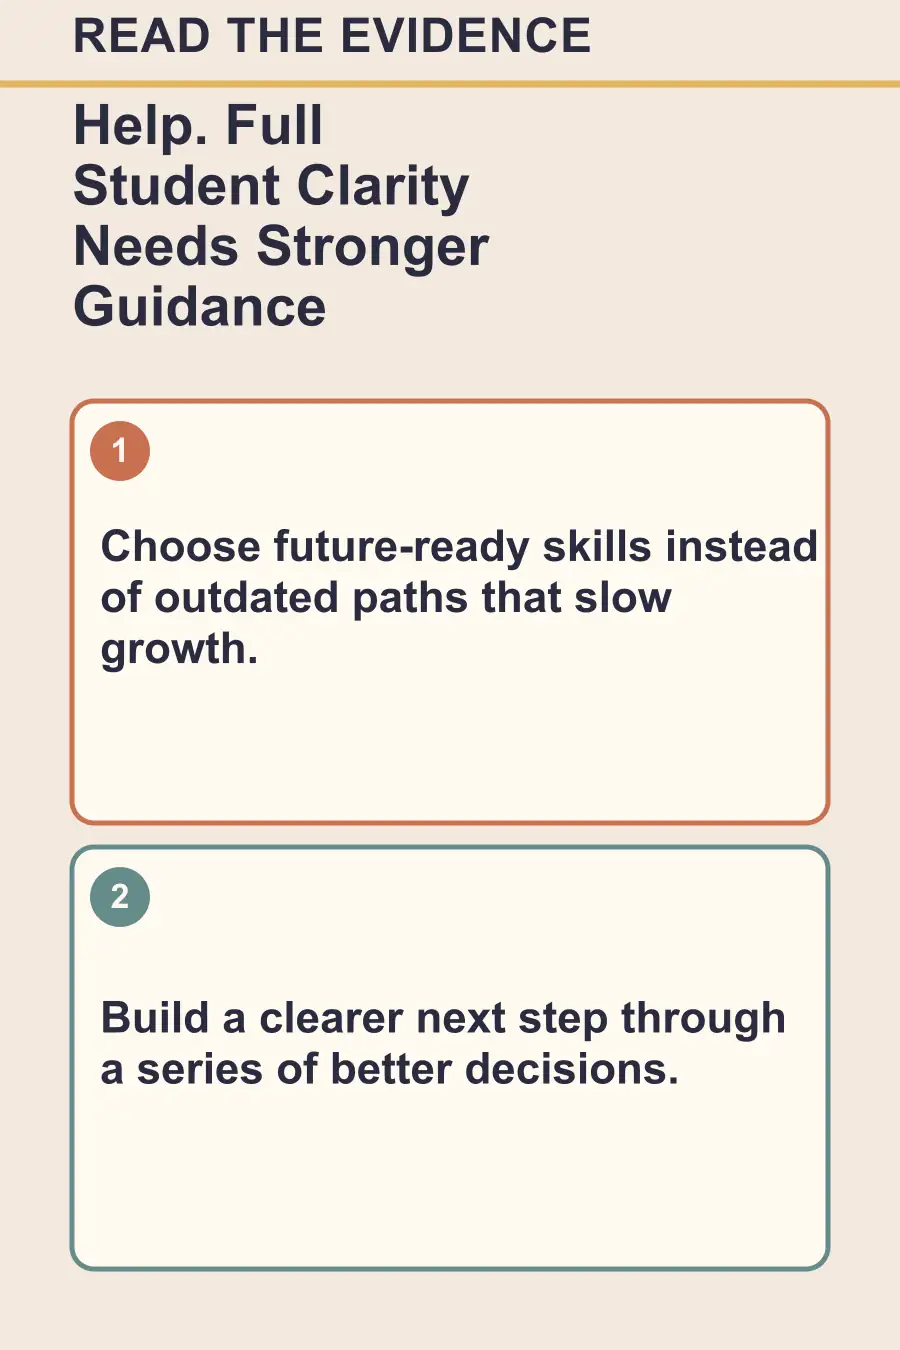 READ THE EVIDENCE
Help. Full
Student Clarity
Needs Stronger
Guidance
1
Choose future-ready skills instead
of outdated paths that slow
growth.
2
Build a clearer next step through
a series of better decisions.